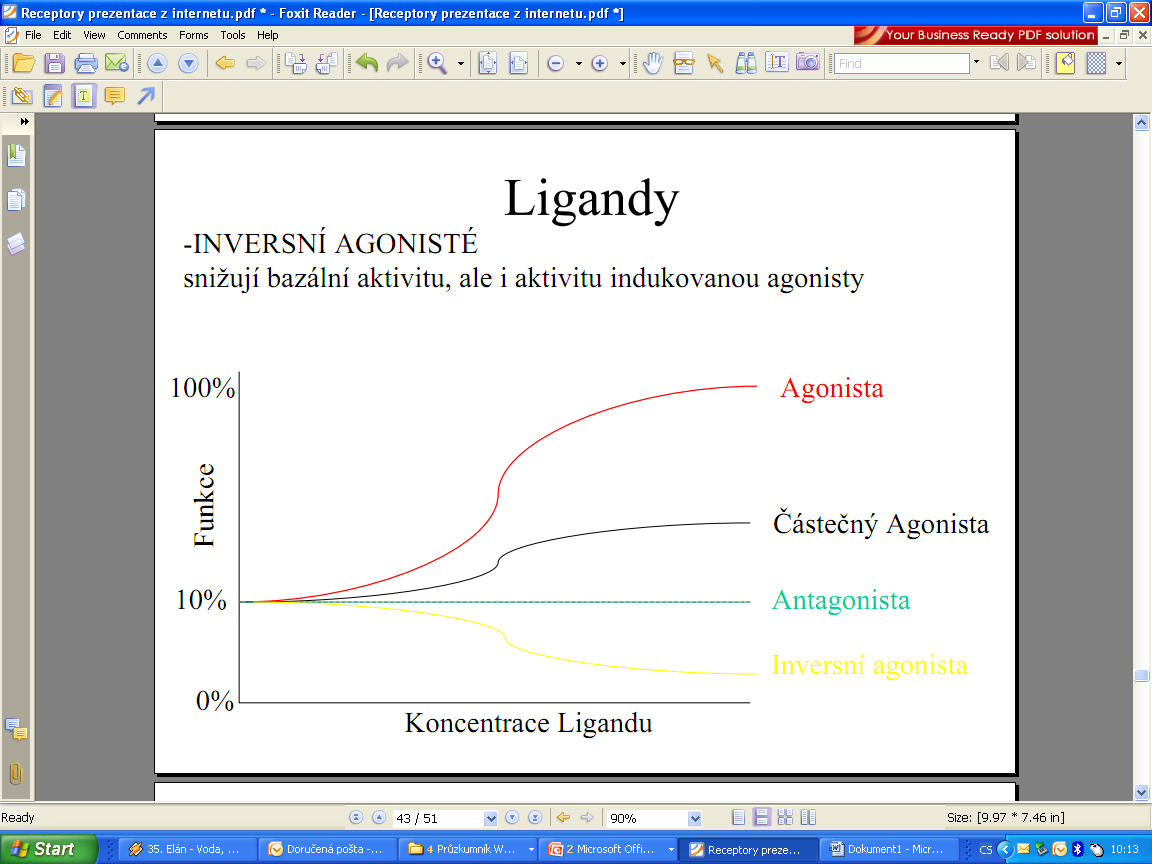 Receptory prezentace z internetu.pdf * - Foxit Reader - [Receptory prezentace z internetu.pdf *]
File Edit View Comments Forms Tools Help
Your Business Ready PDF solution
Find
Ligandy
-INVERSNÍ AGONISTÉ
snižují bazální aktivitu, ale i aktivitu indukovanou agonisty
100%
Agonista
Funkce
Částečný Agonista
10%
Antagonista
Inversní agonista
0%
Koncentrace Ligandu
Ready
43 / 51
90%
Size: [9.97 * 7.46 in]
Start
35. Elán - Voda, ...
Doručená pošta -...
4 Průzkumník W...
2 Microsoft Offi...
Receptory preze...
Dokument1 - Micr...
CS
10:13